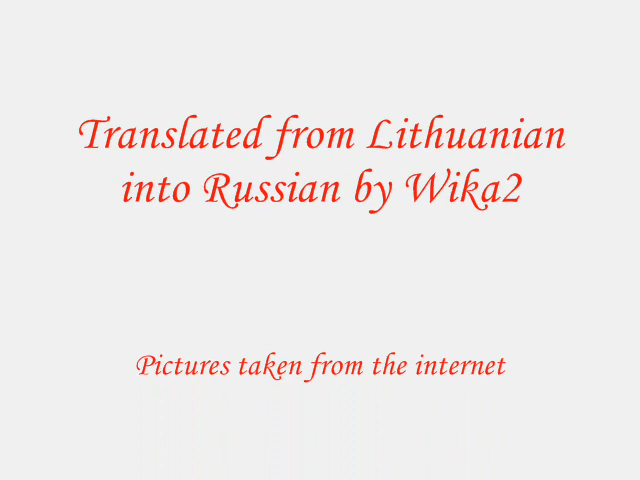 Translated from Lithuanian
into Russian by Wika2
Pictures taken from the internet